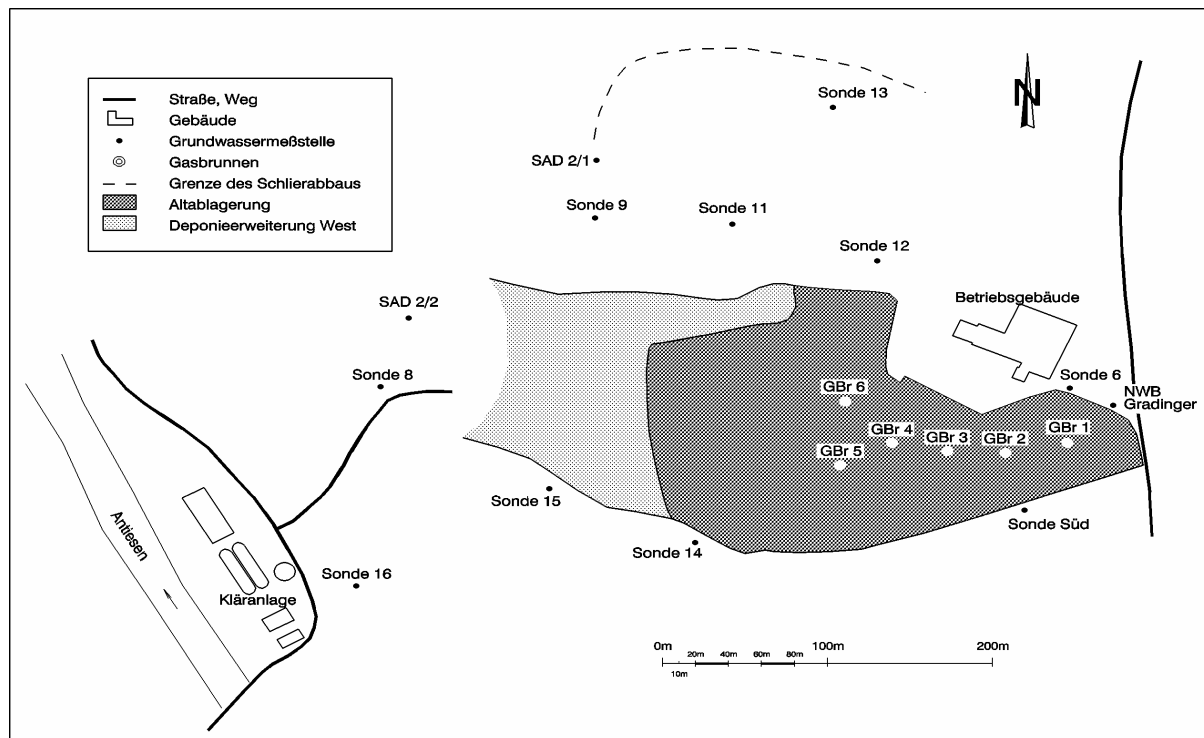 Straße, Weg
Gebäude
Grundwassermeßstelle
Gasbrunnen
Grenze des Schlierabbaus
Altablagerung
Deponieerweiterung West
N
Sonde 13
SAD 2/1
Sonde 9
Sonde 11
Sonde 12
SAD 2/2
Betriebsgebäude
Sonde 8
Sonde 6
NWB
Gradinger
GBr 6
GBr 4
GBr 3
GBr 2
GBr 1
GBr 5
Sonde 15
Sonde Süd
Sonde 14
Antiesen
Sonde 16
Kläranlage
0m
100m
200m
20m
40m
60m
80m
10m